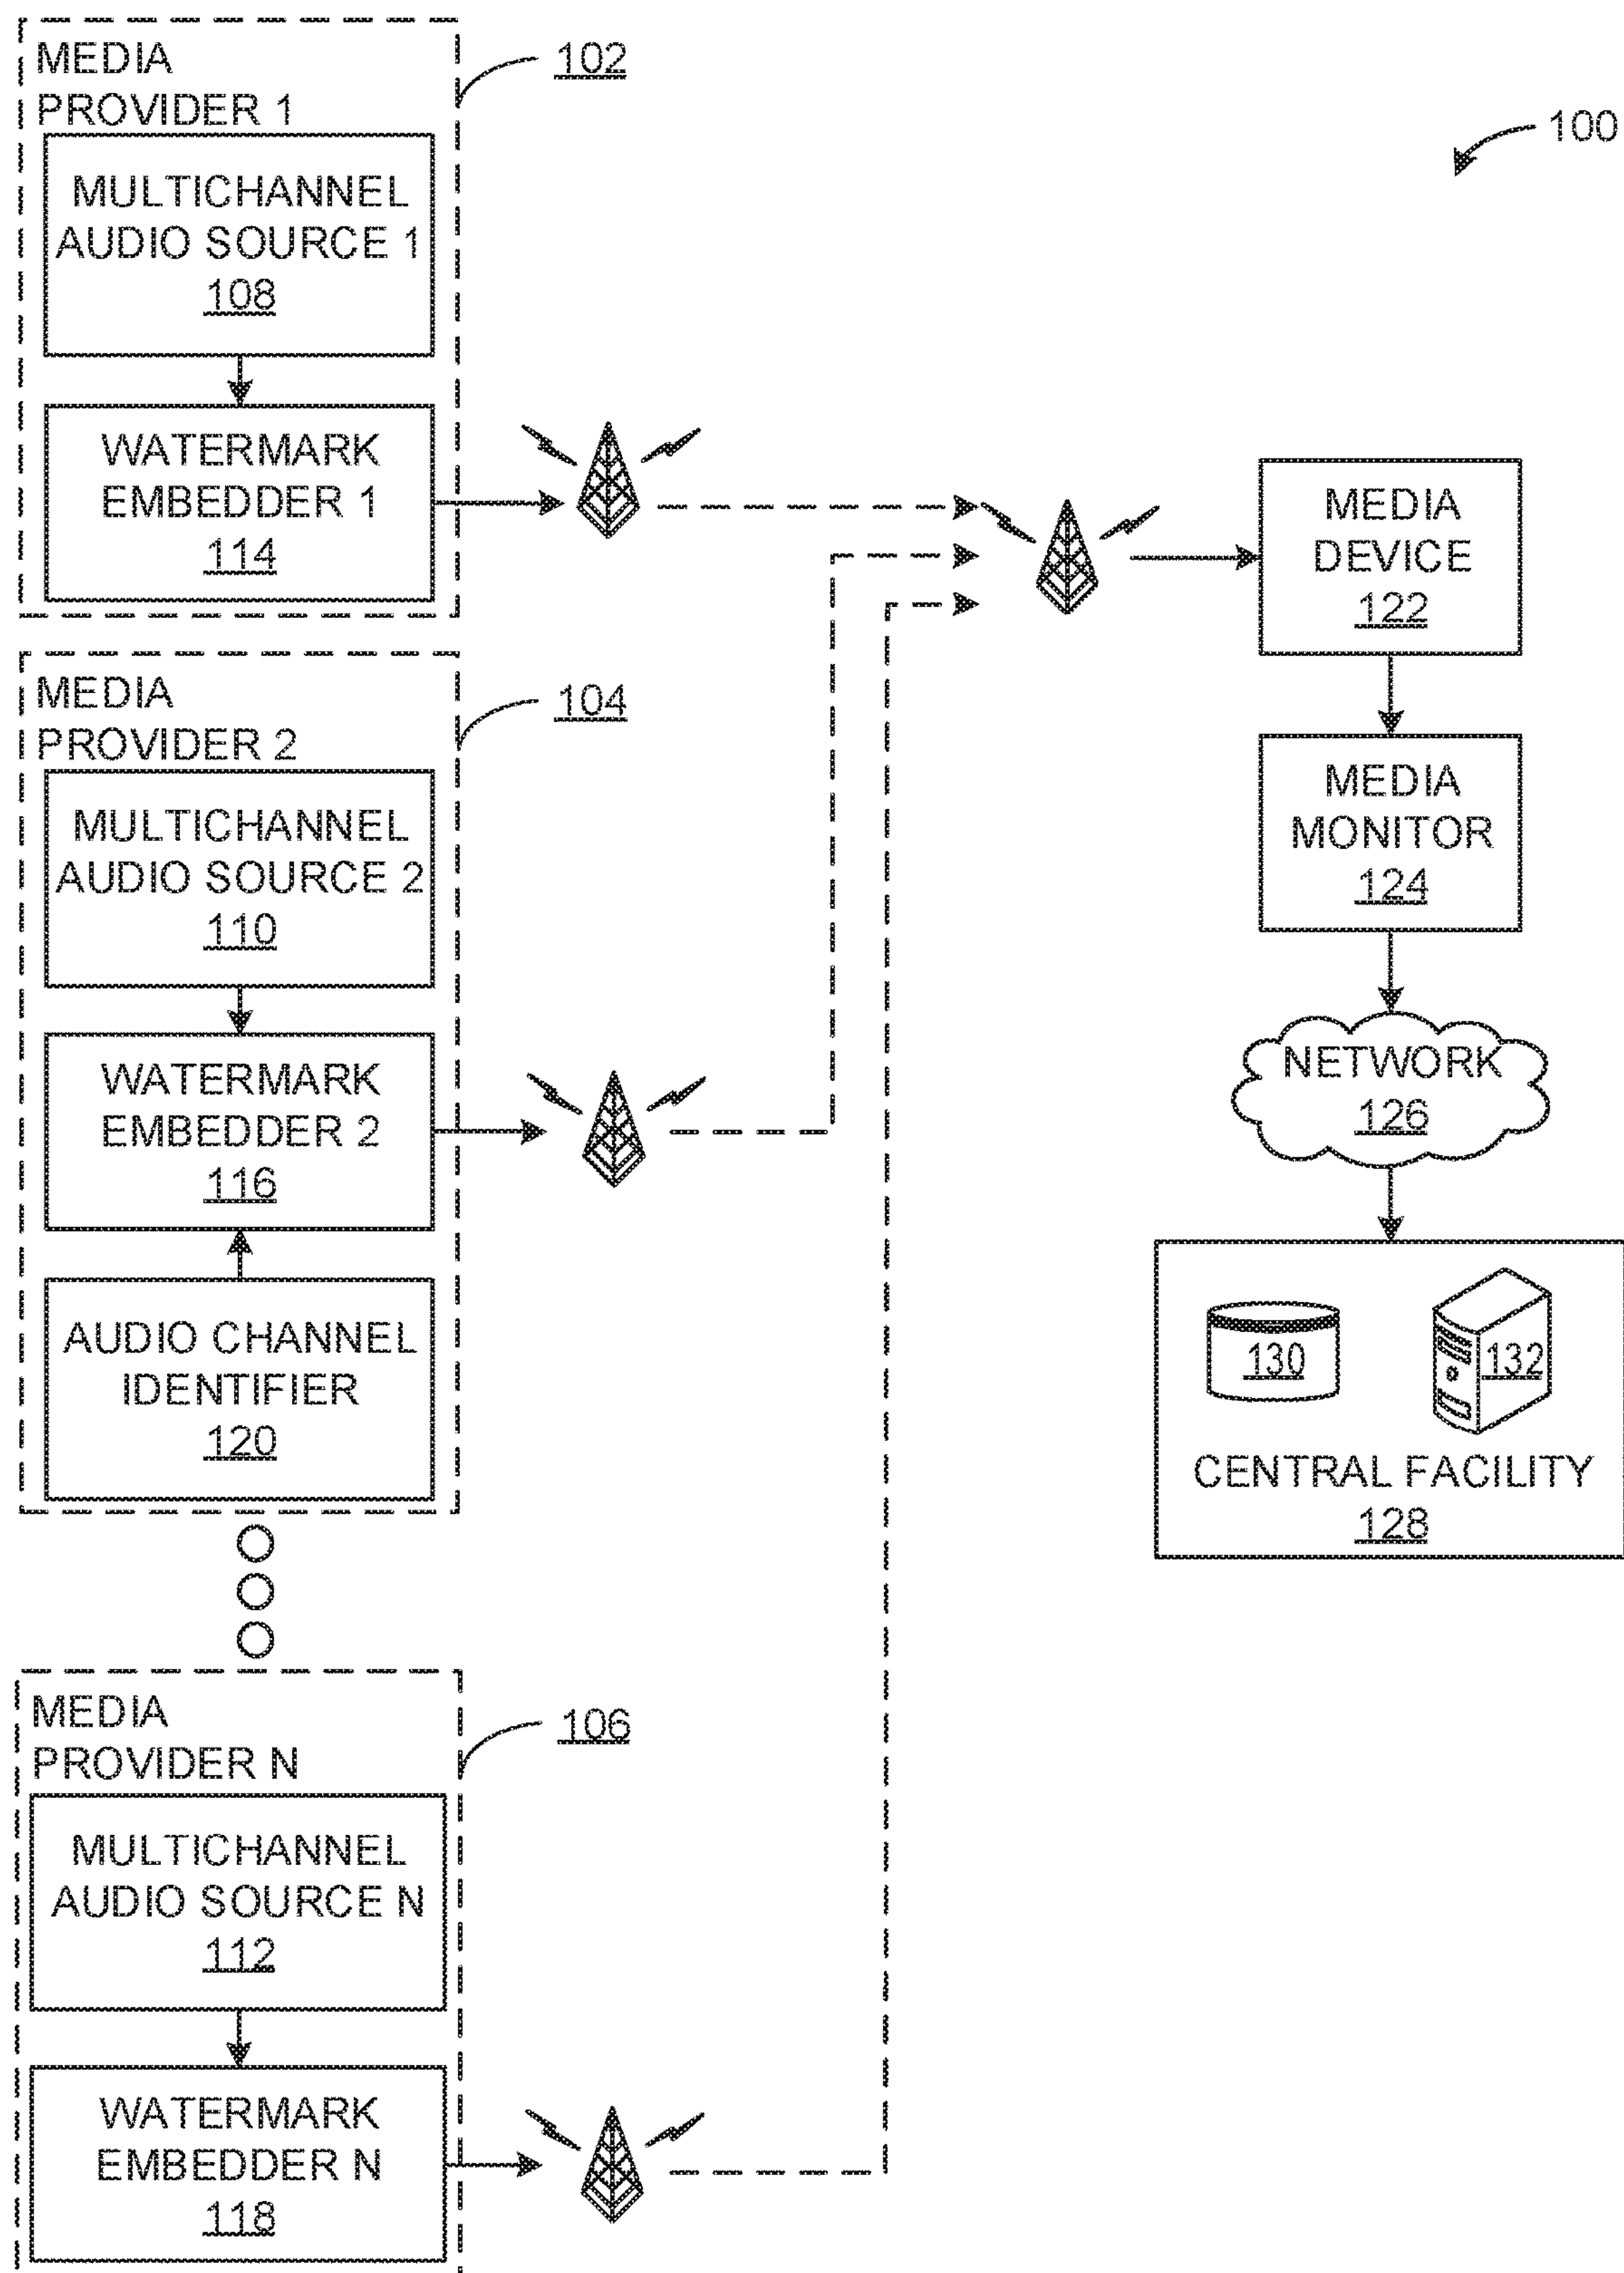 MEDIA
PROVIDER 1
102
MULTICHANNEL
AUDIO SOURCE 1
108
WATERMARK
EMBEDDER 1
114
100
MEDIA
PROVIDER 2
104
MULTICHANNEL
AUDIO SOURCE 2
110
WATERMARK
EMBEDDER 2
116
AUDIO CHANNEL
IDENTIFIER
120
MEDIA
PROVIDER N
106
MULTICHANNEL
AUDIO SOURCE N
112
WATERMARK
EMBEDDER N
118
MEDIA
DEVICE
122
MEDIA
MONITOR
124
NETWORK
126
130
132
CENTRAL FACILITY
128